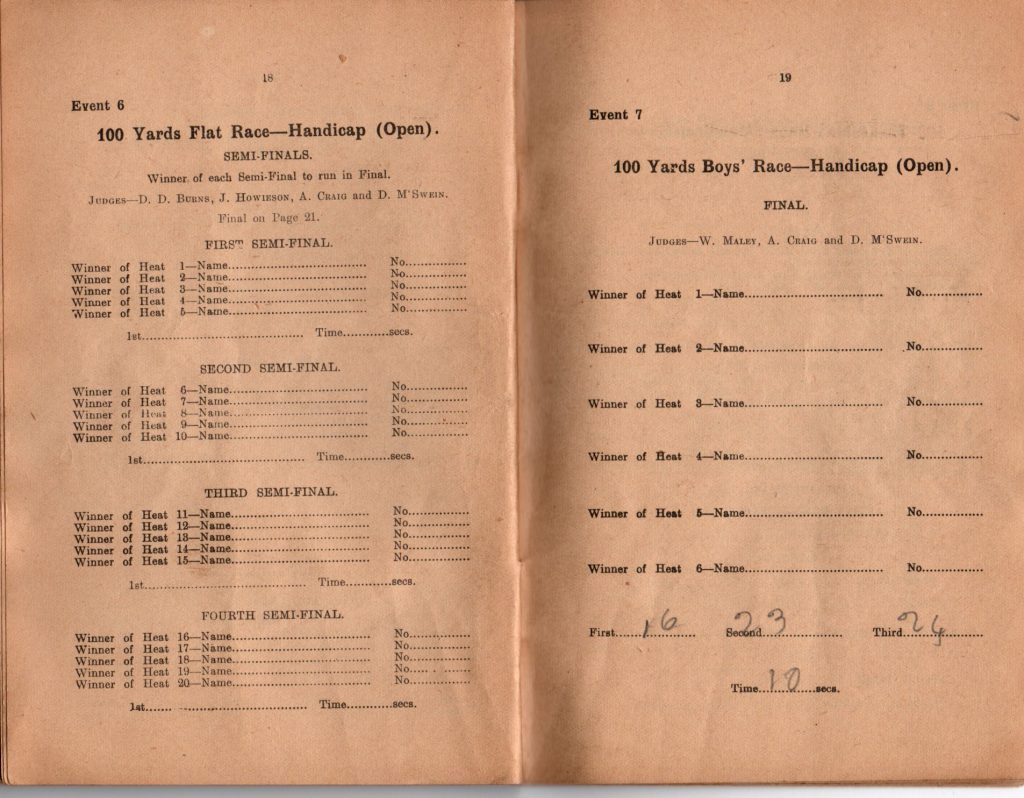 18
Event 6
100 Yards Flat Race—Handicap (Open).
SEMI-FINALS.
Winner of each Semi-Final to run in Final.
JUDGES—D. D. BURNS, J. HOWIESON, A. CRAIG and D. M'SWEIN.
Final on Page 21.
FIRST SEMI-FINAL.
Winner of Heat 1—Name.............................. No..............
Winner of Heat 2—Name.............................. No..............
Winner of Heat 3—Name.............................. No..............
Winner of Heat 4—Name.............................. No..............
Winner of Heat 5—Name.............................. No..............
1st.............................. Time............secs.
SECOND SEMI-FINAL.
Winner of Heat 6—Name.............................. No..............
Winner of Heat 7—Name.............................. No..............
Winner of Heat 8—Name.............................. No..............
Winner of Heat 9—Name.............................. No..............
Winner of Heat 10—Name.............................. No..............
1st.............................. Time............secs.
THIRD SEMI-FINAL.
Winner of Heat 11—Name.............................. No..............
Winner of Heat 12—Name.............................. No..............
Winner of Heat 13—Name.............................. No..............
Winner of Heat 14—Name.............................. No..............
Winner of Heat 15—Name.............................. No..............
1st.............................. Time............secs.
FOURTH SEMI-FINAL.
Winner of Heat 16—Name.............................. No..............
Winner of Heat 17—Name.............................. No..............
Winner of Heat 18—Name.............................. No..............
Winner of Heat 19—Name.............................. No..............
Winner of Heat 20—Name.............................. No..............
1st.............................. Time............secs.
19
Event 7
100 Yards Boys' Race—Handicap (Open).
FINAL.
JUDGES—W. MALEY, A. CRAIG and D. M'SWEIN.
Winner of Heat 1—Name.............................. No..............
Winner of Heat 2—Name.............................. No..............
Winner of Heat 3—Name.............................. No..............
Winner of Heat 4—Name.............................. No..............
Winner of Heat 5—Name.............................. No..............
Winner of Heat 6—Name.............................. No..............
First 16 Second 23 Third 24
Time 10 secs.